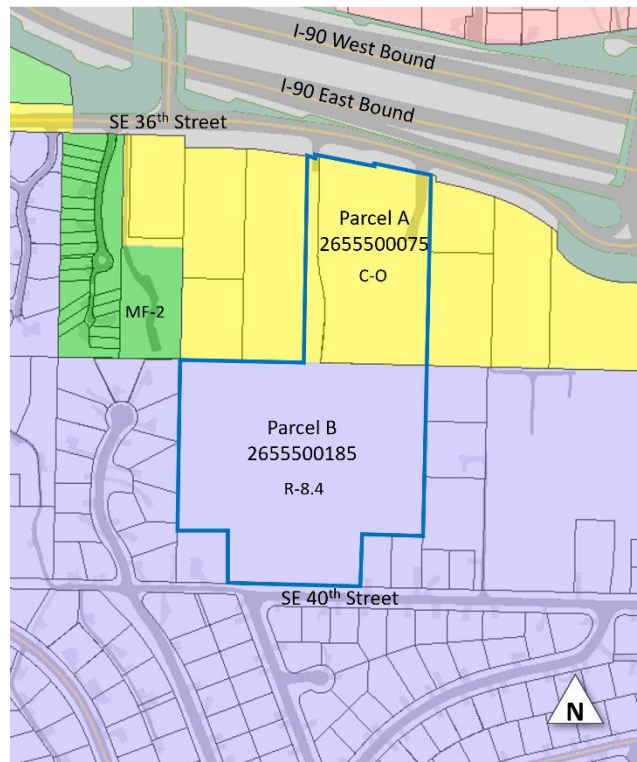 I-90 West Bound
I-90 East Bound
SE 36th Street
Parcel A
2655500075
C-O
MF-2
Parcel B
2655500185
R-8.4
SE 40th Street
N